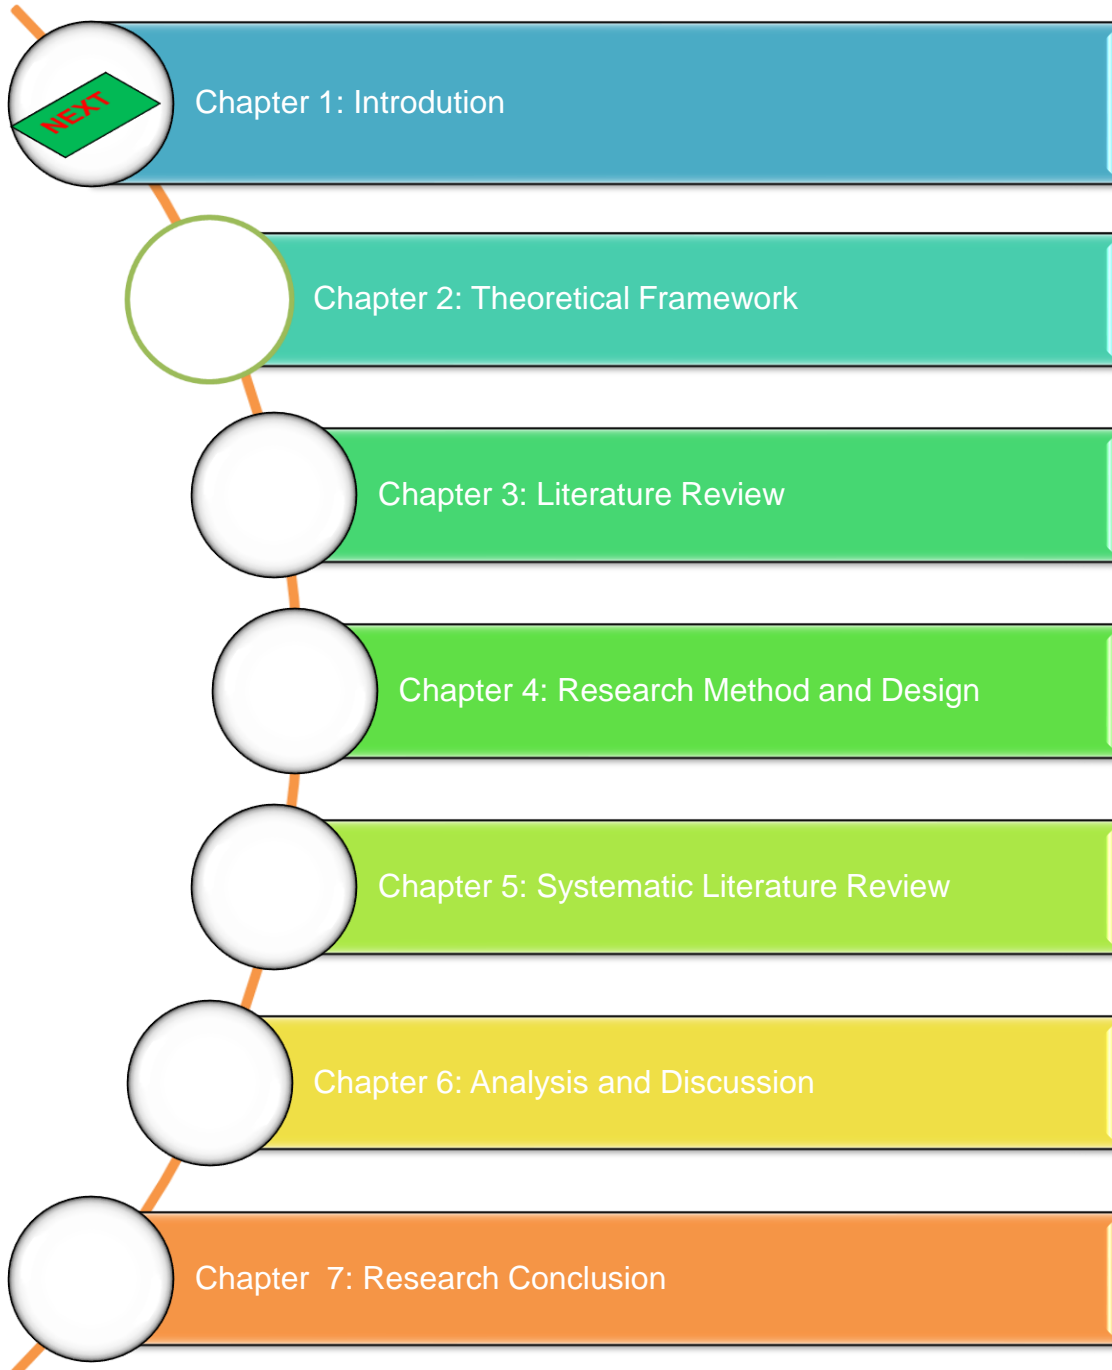 NEXT
Chapter 1: Introdution
Chapter 2: Theoretical Framework
Chapter 3: Literature Review
Chapter 4: Research Method and Design
Chapter 5: Systematic Literature Review
Chapter 6: Analysis and Discussion
Chapter  7: Research Conclusion